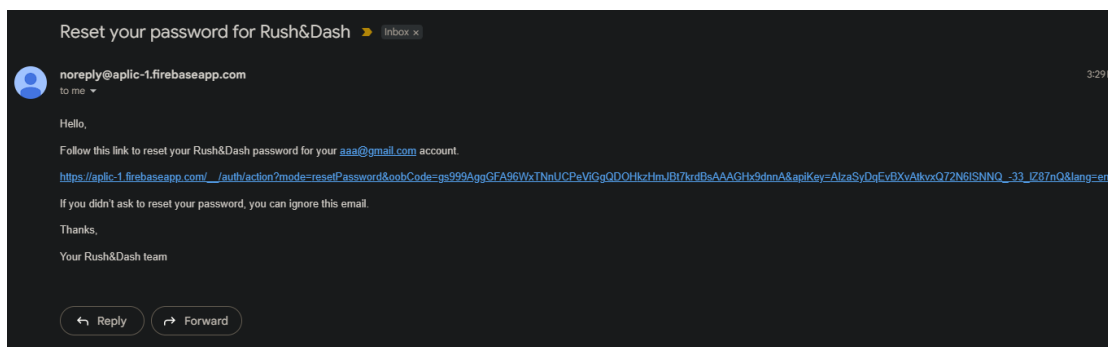 Reset your password for Rush&Dash Inbox ×
noreply@aplic-1.firebaseapp.com 3:29
to me
Hello,
Follow this link to reset your Rush&Dash password for your aaa@gmail.com account.
https://aplic-1.firebaseapp.com/__/auth/action?mode=resetPassword&oobCode=gs999AggGFA96WxTNnUCPeViGgQDOHkzHmJBt7krdBsAAAGHx9dnnA&apiKey=AIzaSyDqEvBXvAtkvxQ72N6ISNNQ_-33_lZ87nQ&lang=en
If you didn't ask to reset your password, you can ignore this email.
Thanks,
Your Rush&Dash team
Reply Forward